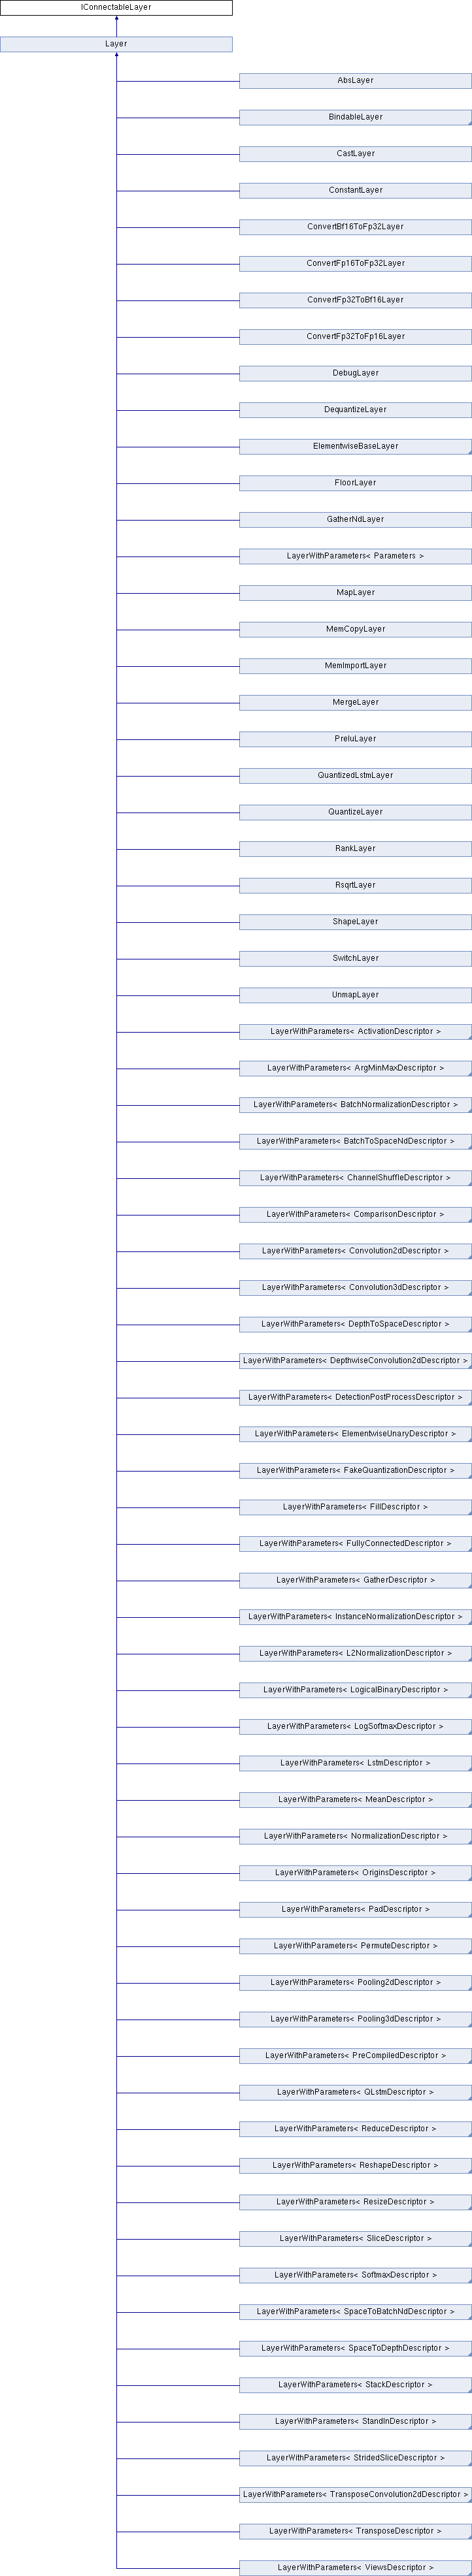 IConnectableLayer
Layer
AbsLayer
BindableLayer
CastLayer
ConstantLayer
ConvertBf16ToFp32Layer
ConvertFp16ToFp32Layer
ConvertFp32ToBf16Layer
ConvertFp32ToFp16Layer
DebugLayer
DequantizeLayer
ElementwiseBaseLayer
FloorLayer
GatherNdLayer
LayerWithParameters< Parameters >
MapLayer
MemCopyLayer
MemImportLayer
MergeLayer
PreluLayer
QuantizedLstmLayer
QuantizeLayer
RankLayer
RsqrtLayer
ShapeLayer
SwitchLayer
UnmapLayer
LayerWithParameters< ActivationDescriptor >
LayerWithParameters< ArgMinMaxDescriptor >
LayerWithParameters< BatchNormalizationDescriptor >
LayerWithParameters< BatchToSpaceNdDescriptor >
LayerWithParameters< ChannelShuffleDescriptor >
LayerWithParameters< ComparisonDescriptor >
LayerWithParameters< Convolution2dDescriptor >
LayerWithParameters< Convolution3dDescriptor >
LayerWithParameters< DepthToSpaceDescriptor >
LayerWithParameters< DepthwiseConvolution2dDescriptor >
LayerWithParameters< DetectionPostProcessDescriptor >
LayerWithParameters< ElementwiseUnaryDescriptor >
LayerWithParameters< FakeQuantizationDescriptor >
LayerWithParameters< FillDescriptor >
LayerWithParameters< FullyConnectedDescriptor >
LayerWithParameters< GatherDescriptor >
LayerWithParameters< InstanceNormalizationDescriptor >
LayerWithParameters< L2NormalizationDescriptor >
LayerWithParameters< LogicalBinaryDescriptor >
LayerWithParameters< LogSoftmaxDescriptor >
LayerWithParameters< LstmDescriptor >
LayerWithParameters< MeanDescriptor >
LayerWithParameters< NormalizationDescriptor >
LayerWithParameters< OriginsDescriptor >
LayerWithParameters< PadDescriptor >
LayerWithParameters< PermuteDescriptor >
LayerWithParameters< Pooling2dDescriptor >
LayerWithParameters< Pooling3dDescriptor >
LayerWithParameters< PreCompiledDescriptor >
LayerWithParameters< QLstmDescriptor >
LayerWithParameters< ReduceDescriptor >
LayerWithParameters< ReshapeDescriptor >
LayerWithParameters< ResizeDescriptor >
LayerWithParameters< SliceDescriptor >
LayerWithParameters< SoftmaxDescriptor >
LayerWithParameters< SpaceToBatchNdDescriptor >
LayerWithParameters< SpaceToDepthDescriptor >
LayerWithParameters< StackDescriptor >
LayerWithParameters< StandInDescriptor >
LayerWithParameters< StridedSliceDescriptor >
LayerWithParameters< TransposeConvolution2dDescriptor >
LayerWithParameters< TransposeDescriptor >
LayerWithParameters< ViewsDescriptor >